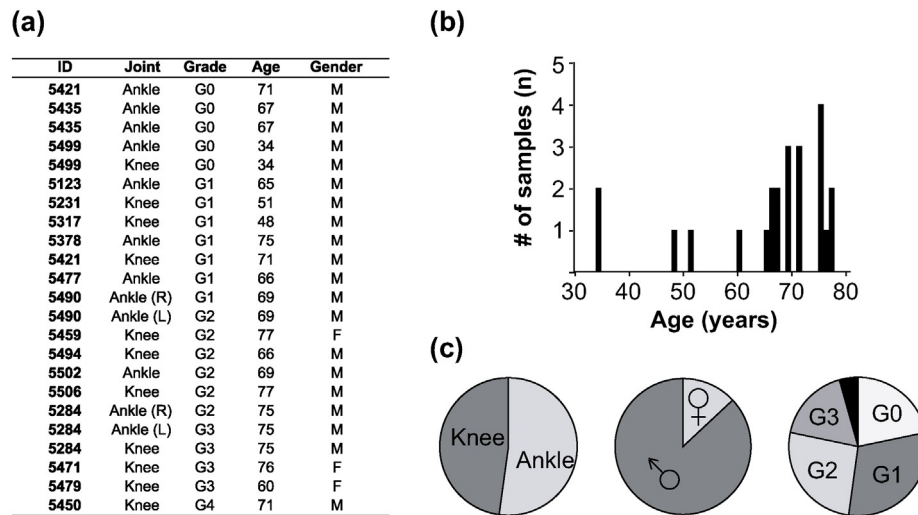 (a)
ID Joint Grade Age Gender
5421 Ankle G0 71 M
5435 Ankle G0 67 M
5435 Ankle G0 67 M
5499 Ankle G0 34 M
5499 Knee G0 34 M
5123 Ankle G1 65 M
5231 Knee G1 51 M
5317 Knee G1 48 M
5378 Ankle G1 75 M
5421 Knee G1 71 M
5477 Ankle G1 66 M
5490 Ankle (R) G1 69 M
5490 Ankle (L) G2 69 M
5459 Knee G2 77 F
5494 Knee G2 66 M
5502 Ankle G2 69 M
5506 Knee G2 77 M
5284 Ankle (R) G2 75 M
5284 Ankle (L) G3 75 M
5284 Knee G3 75 M
5471 Knee G3 76 F
5479 Knee G3 60 F
5450 Knee G4 71 M
(b)
# of samples (n)
5
4
3
2
1
30 40 50 60 70 80
Age (years)
(c)
Knee Ankle
♀
♂
G0
G1
G2
G3